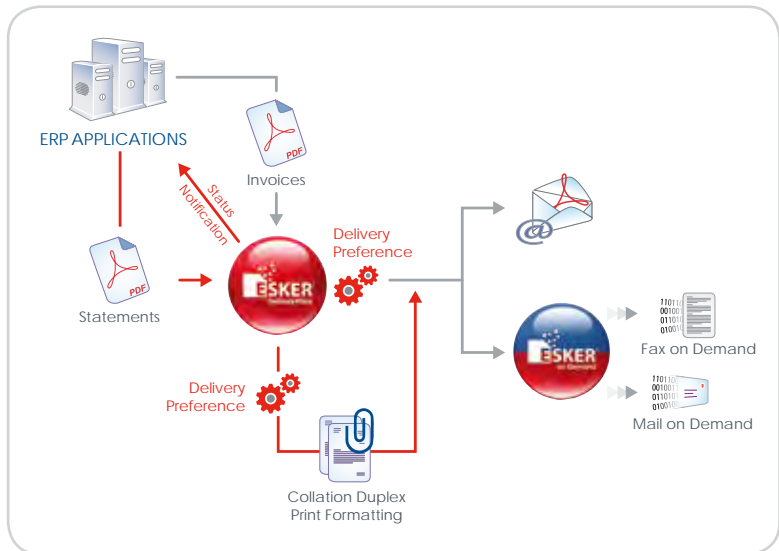 ERP APPLICATIONS
PDF
Invoices
Status
Notification
PDF
Statements
ESKER
Delivery
Preference
@
ESKER
on Demand
Fax on Demand
Mail on Demand
Delivery
Preference
Collation Duplex
Print Formatting